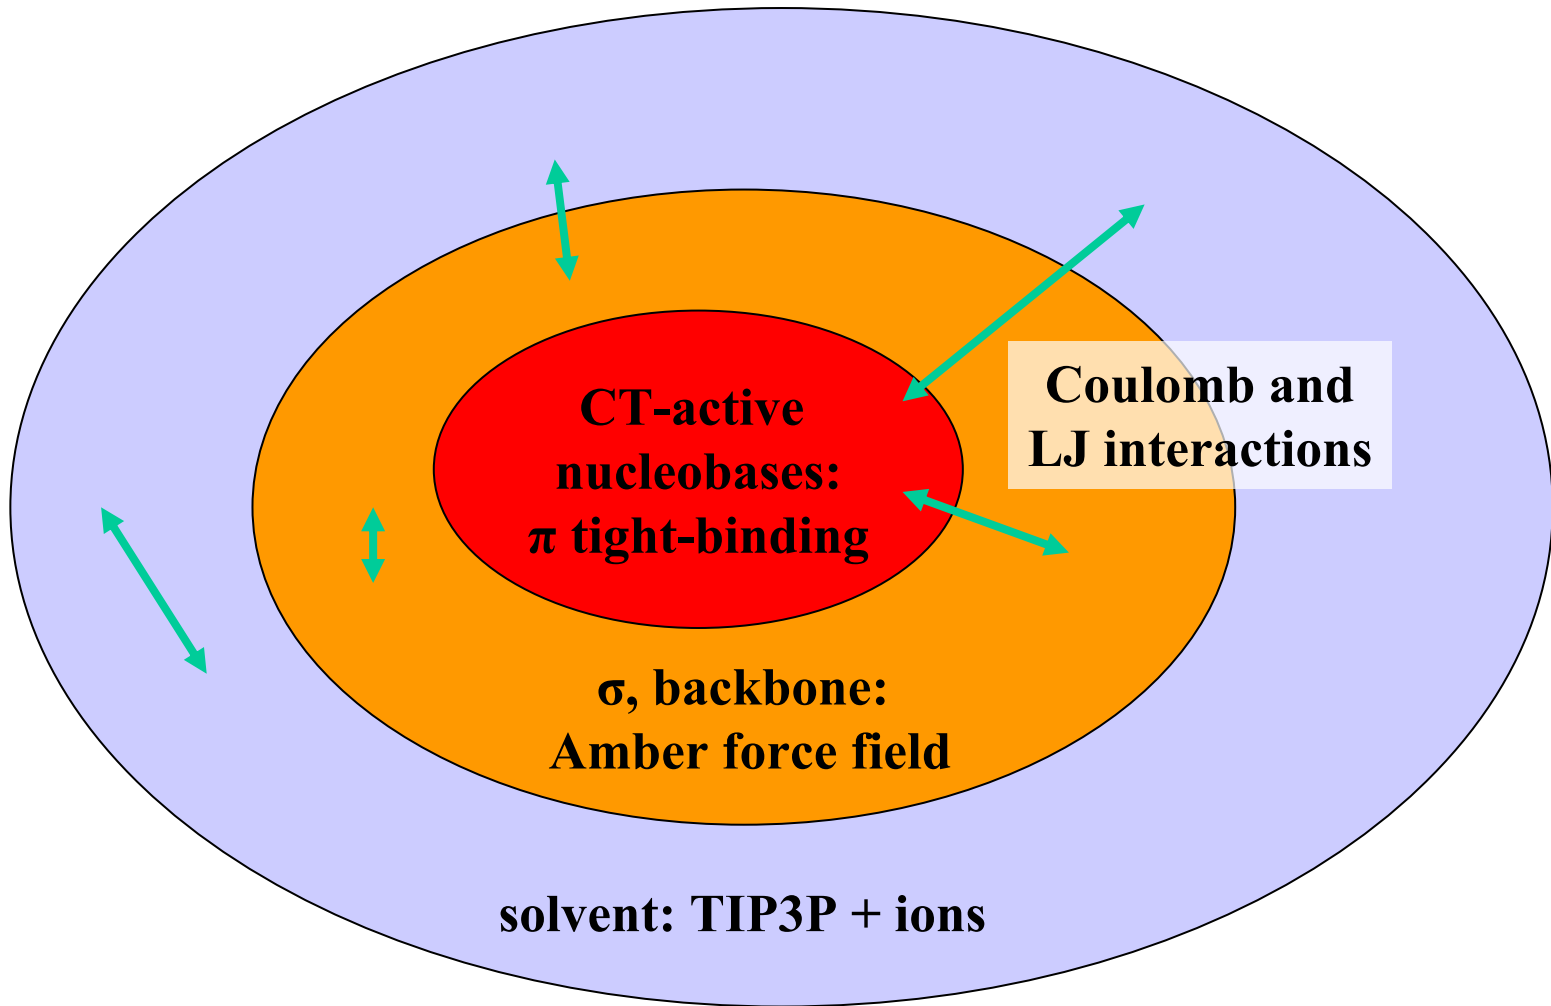 CT-active
nucleobases:
π tight-binding
Coulomb and
LJ interactions
σ, backbone:
Amber force field
solvent: TIP3P + ions